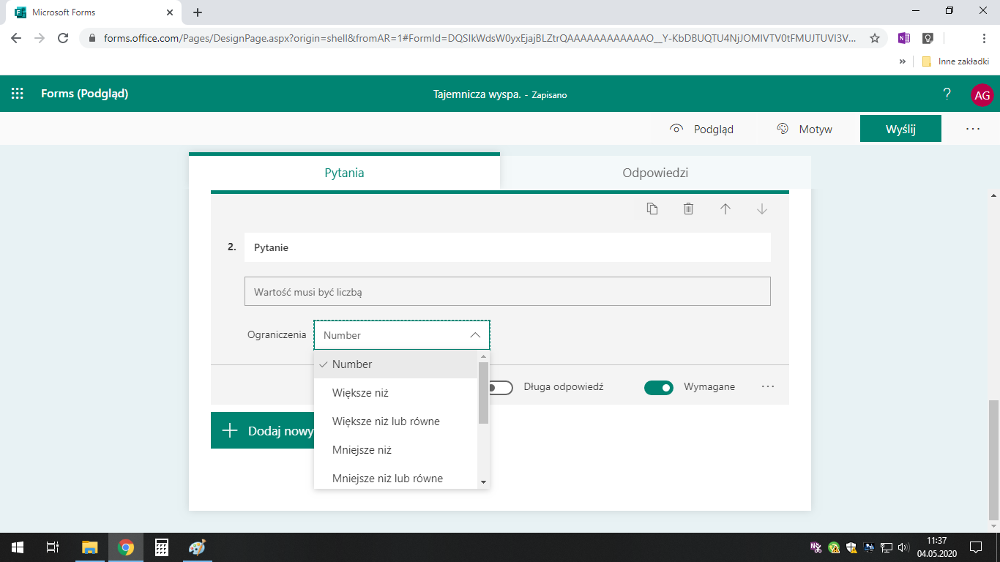 Microsoft Forms
forms.office.com/Pages/DesignPage.aspx?origin=shell&fromAR=1#FormId=DQSIkWdsW0yxEjajBLZtrQAAAAAAAAAAAAO__Y-KbDBUQTU4NjJOMlVTV0tFMUJTUVI3V...
» Inne zakładki
Forms (Podgląd)
Tajemnicza wyspa. - Zapisano
? AG
Podgląd
Motyw
Wyślij
Pytania
Odpowiedzi
2. Pytanie
Wartość musi być liczbą
Ograniczenia Number
Number
Większe niż
Większe niż lub równe
Mniejsze niż
Mniejsze niż lub równe
Długa odpowiedź
Wymagane
Dodaj nowy
11:37
04.05.2020